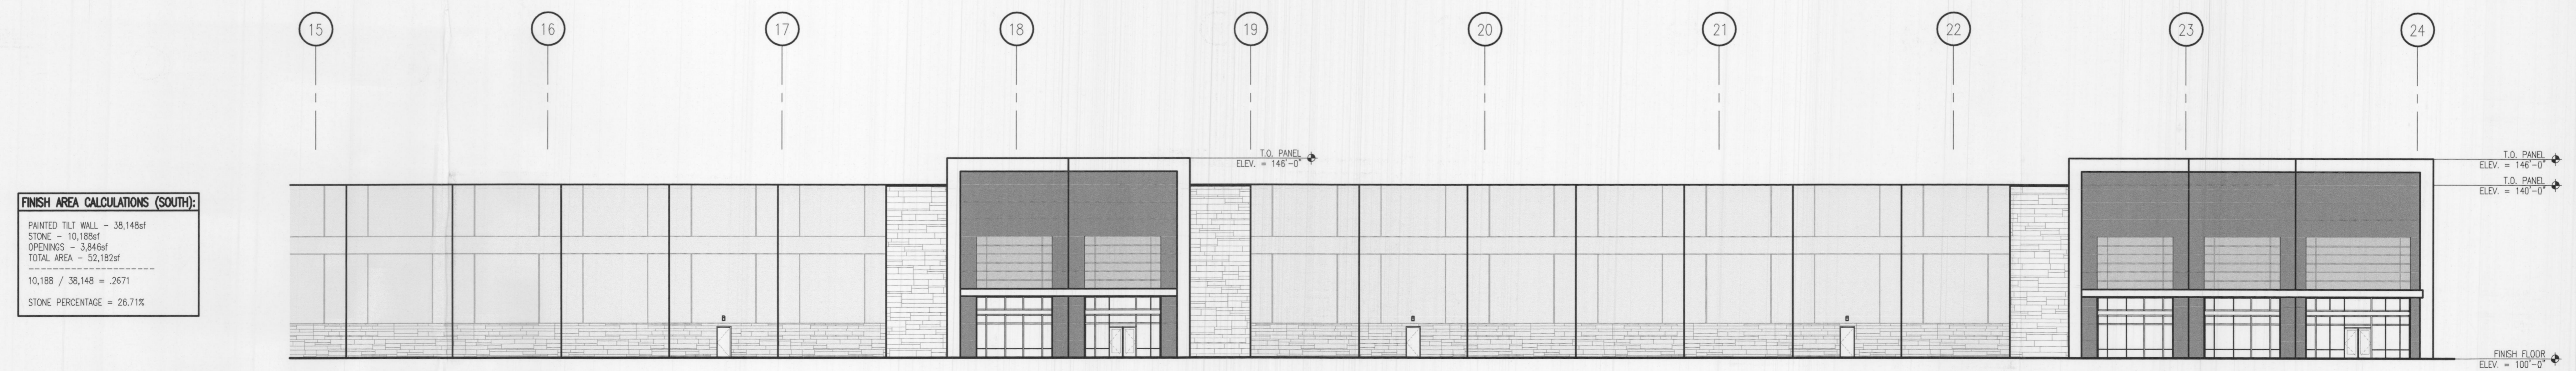 15
16
17
18
19
20
21
22
23
24
T.O. PANEL
ELEV. = 146'-0"
T.O. PANEL
ELEV. = 146'-0"
T.O. PANEL
ELEV. = 140'-0"
FINISH AREA CALCULATIONS (SOUTH):
PAINTED TILT WALL - 38,148sf
STONE - 10,188sf
OPENINGS - 3,846sf
TOTAL AREA - 52,182sf
---------------------
10,188 / 38,148 = .2671
STONE PERCENTAGE = 26.71%
FINISH FLOOR
ELEV. = 100'-0"